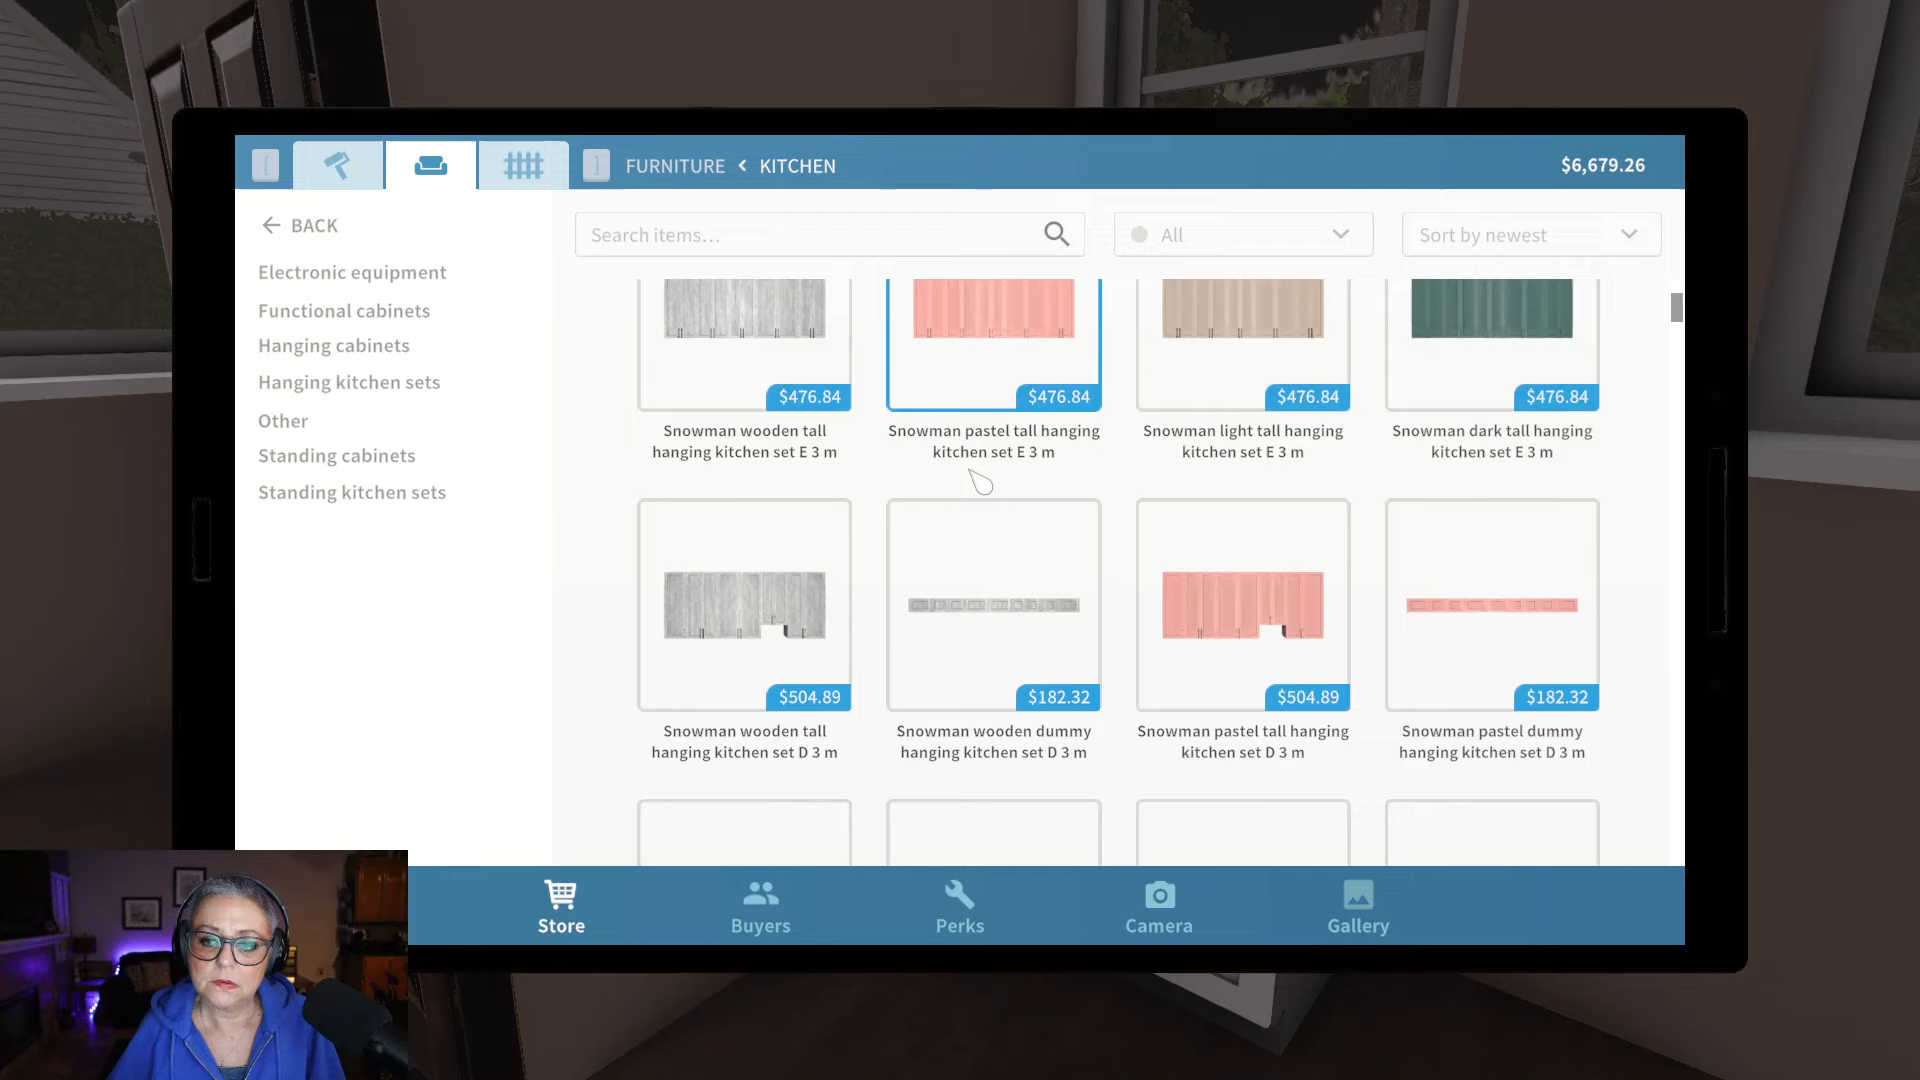 [
]
FURNITURE < KITCHEN
$6,679.26
BACK
Search items...
All
Sort by newest
Electronic equipment
Functional cabinets
Hanging cabinets
Hanging kitchen sets
Other
Standing cabinets
Standing kitchen sets
$476.84
$476.84
$476.84
$476.84
Snowman wooden tall
hanging kitchen set E 3 m
Snowman pastel tall hanging
kitchen set E 3 m
Snowman light tall hanging
kitchen set E 3 m
Snowman dark tall hanging
kitchen set E 3 m
$504.89
$182.32
$504.89
$182.32
Snowman wooden tall
hanging kitchen set D 3 m
Snowman wooden dummy
hanging kitchen set D 3 m
Snowman pastel tall hanging
kitchen set D 3 m
Snowman pastel dummy
hanging kitchen set D 3 m
Store
Buyers
Perks
Camera
Gallery